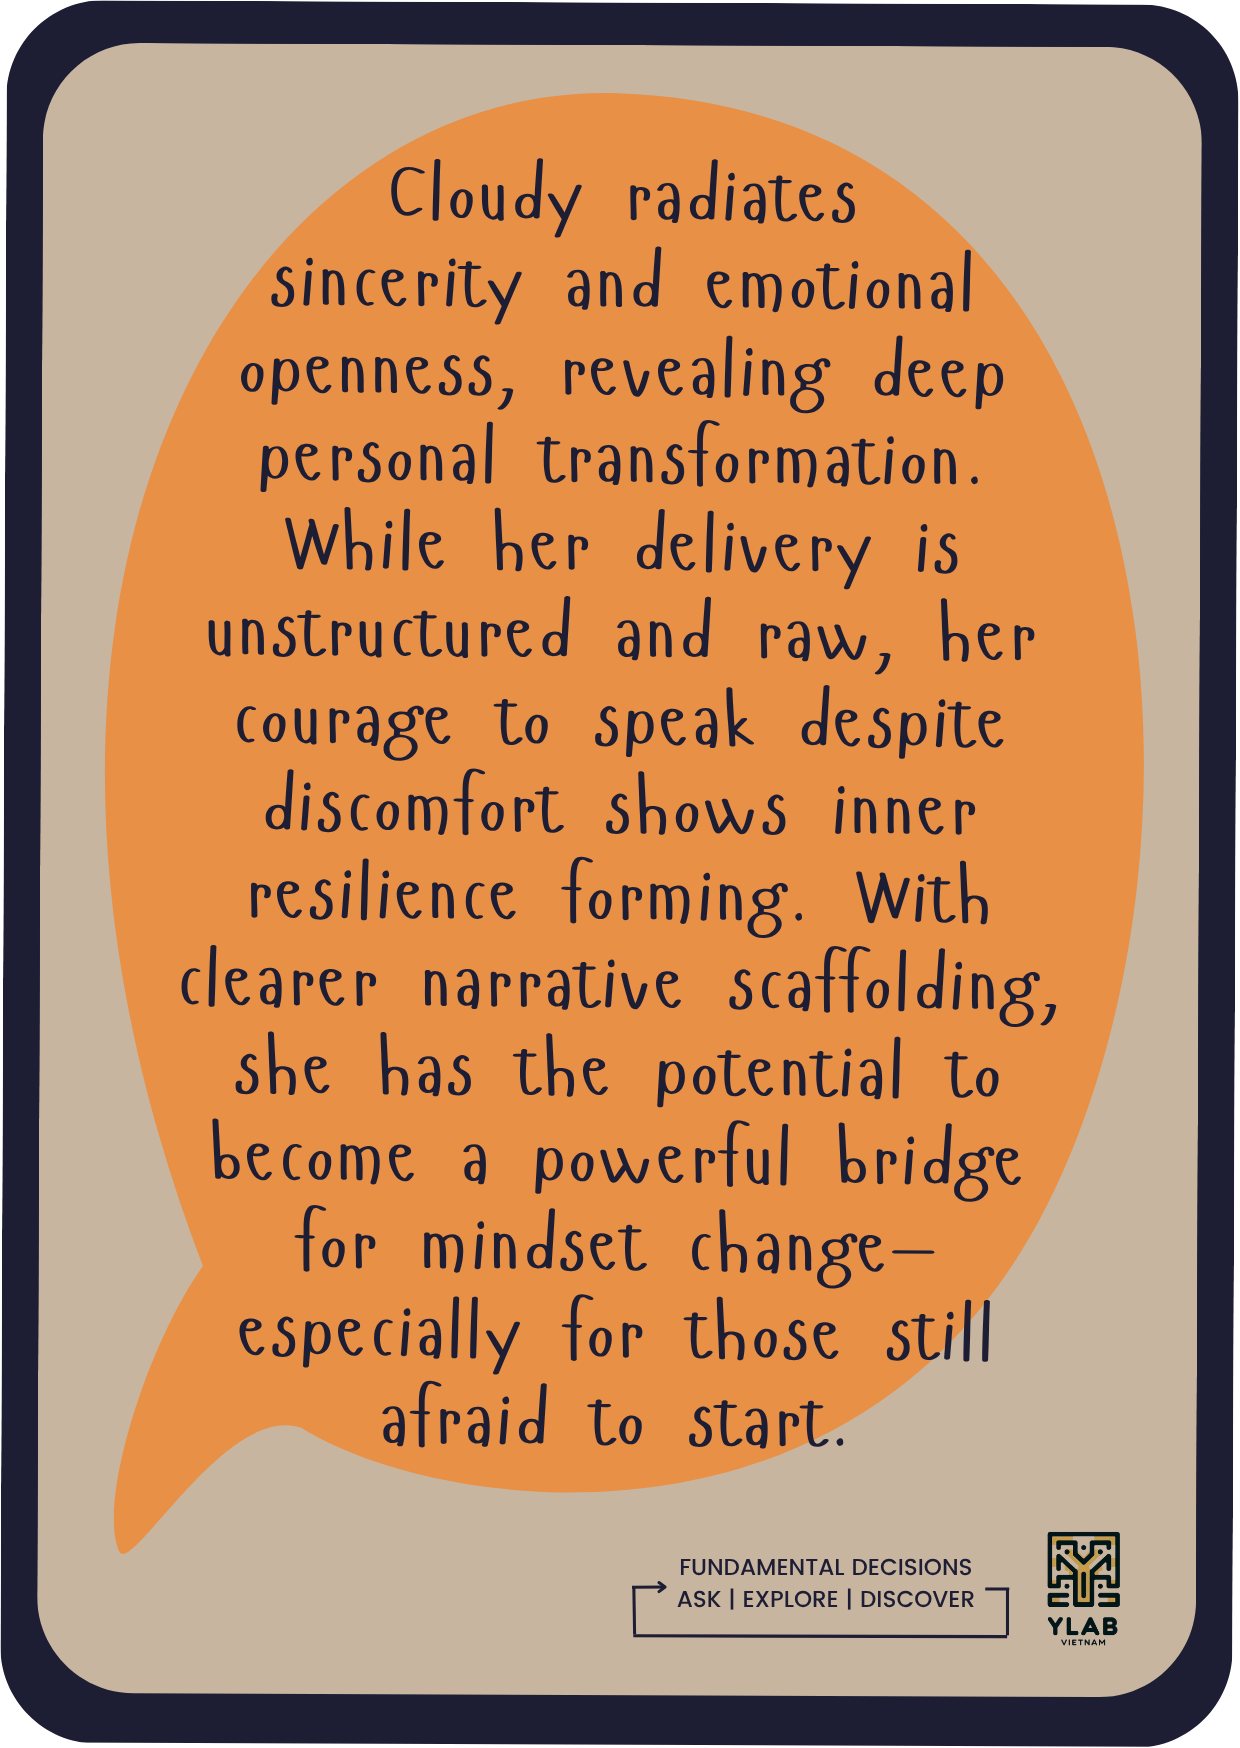 Cloudy radiates
sincerity and emotional
openness, revealing deep
personal transformation.
While her delivery is
unstructured and raw, her
courage to speak despite
discomfort shows inner
resilience forming. With
clearer narrative scaffolding,
she has the potential to
become a powerful bridge
for mindset change—
especially for those still
afraid to start.
FUNDAMENTAL DECISIONS
ASK | EXPLORE | DISCOVER
YLAB
VIETNAM